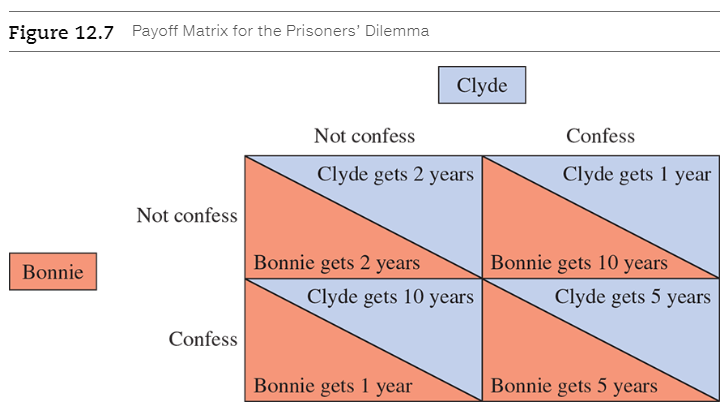 Figure 12.7 Payoff Matrix for the Prisoners’ Dilemma
Clyde
Not confess Confess
Clyde gets 2 years Clyde gets 1 year
Not confess
Bonnie gets 2 years Bonnie gets 10 years
Bonnie
Clyde gets 10 years Clyde gets 5 years
Confess
Bonnie gets 1 year Bonnie gets 5 years